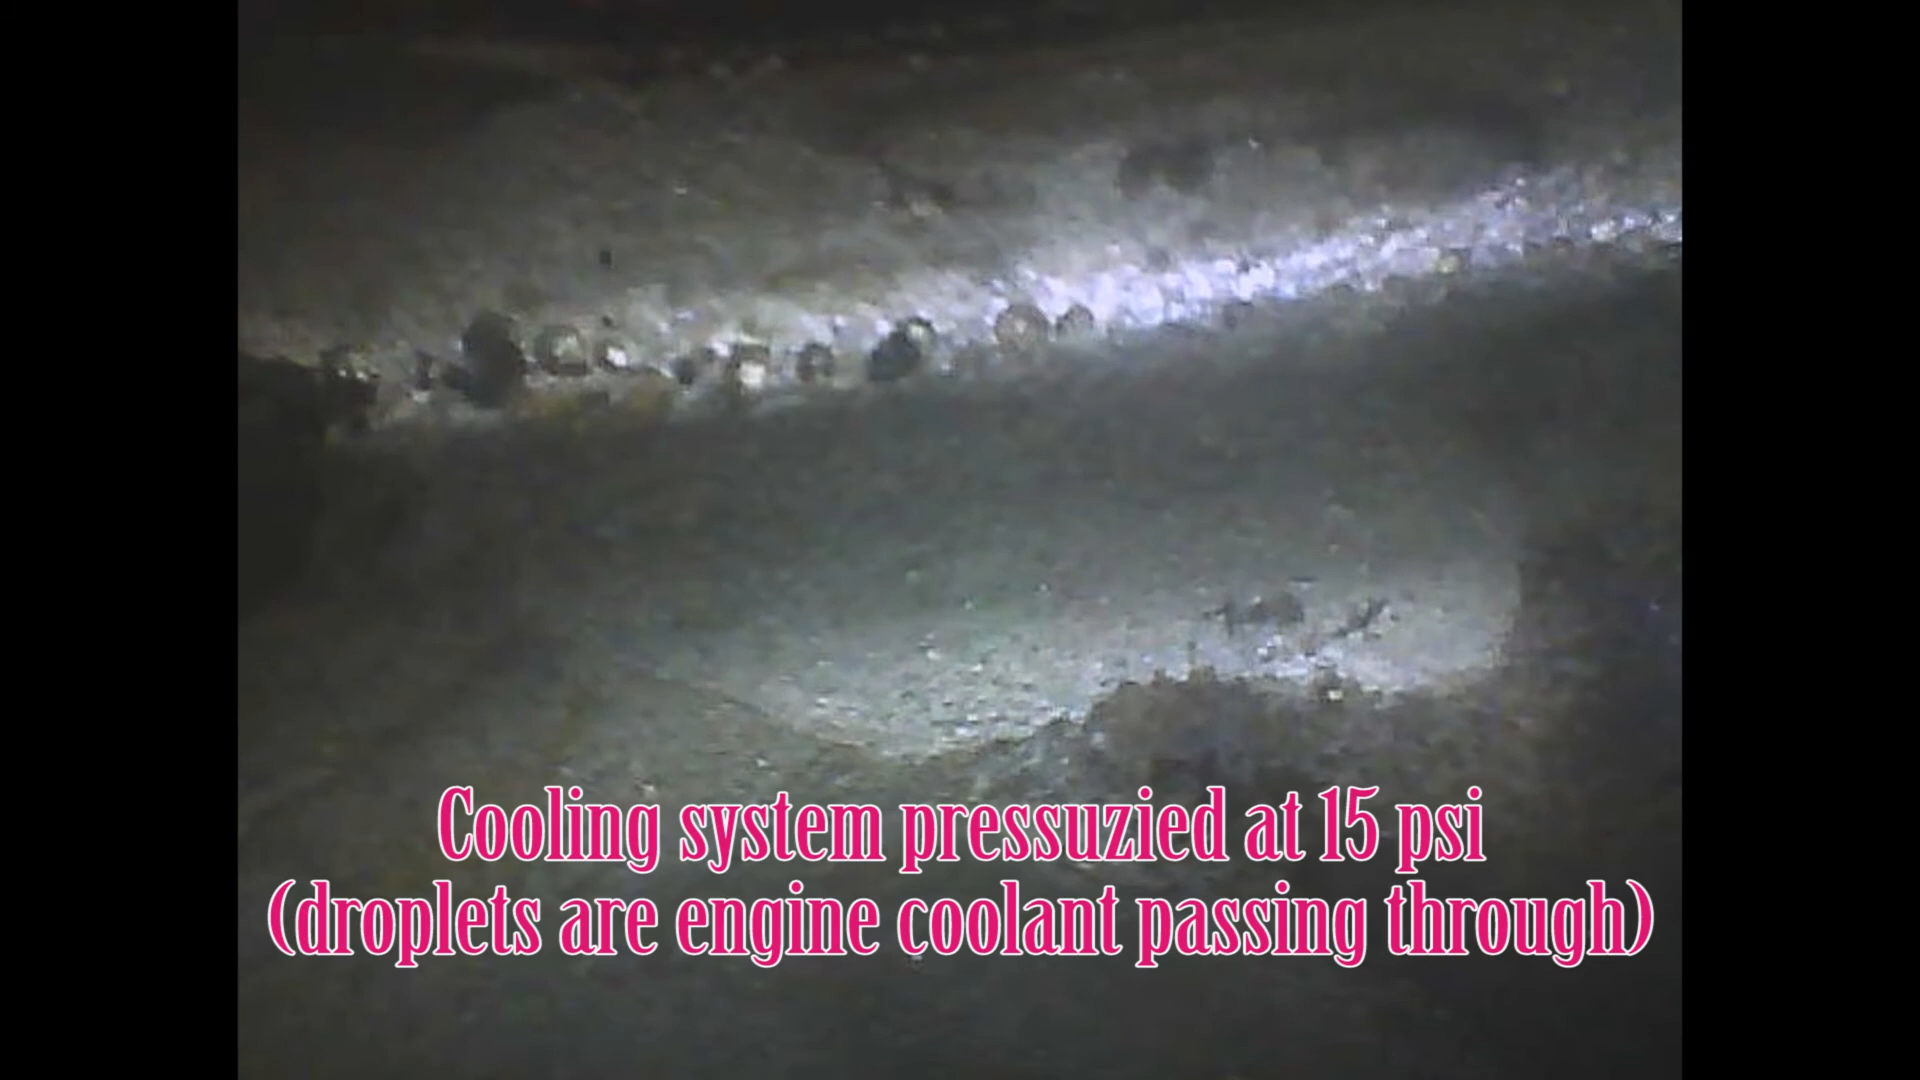 Cooling system pressuzied at 15 psi
(droplets are engine coolant passing through)